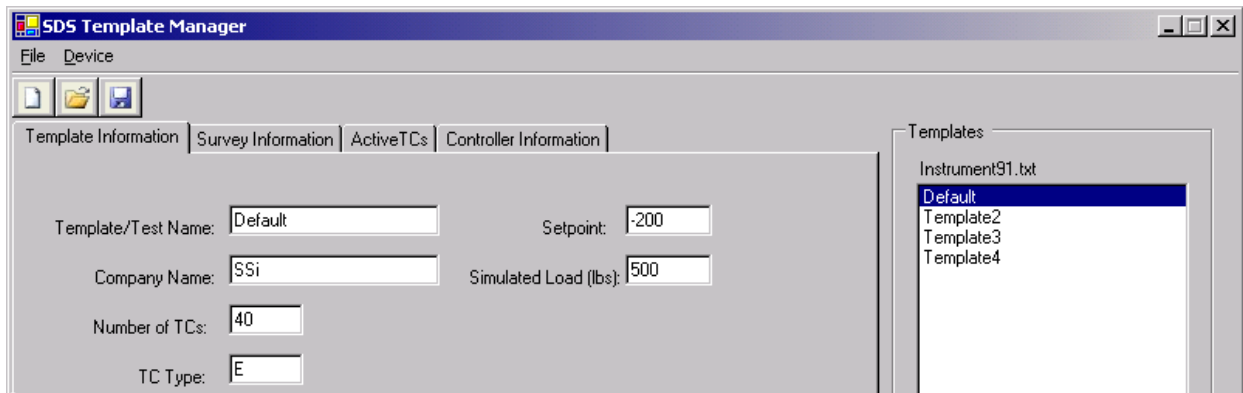 SDS Template Manager
File Device
Template Information Survey Information ActiveTCs Controller Information
Templates
Instrument91.txt
Default
Template2
Template3
Template4
Template/Test Name: Default Setpoint: -200
Company Name: SSi Simulated Load (lbs): 500
Number of TCs: 40
TC Type: E